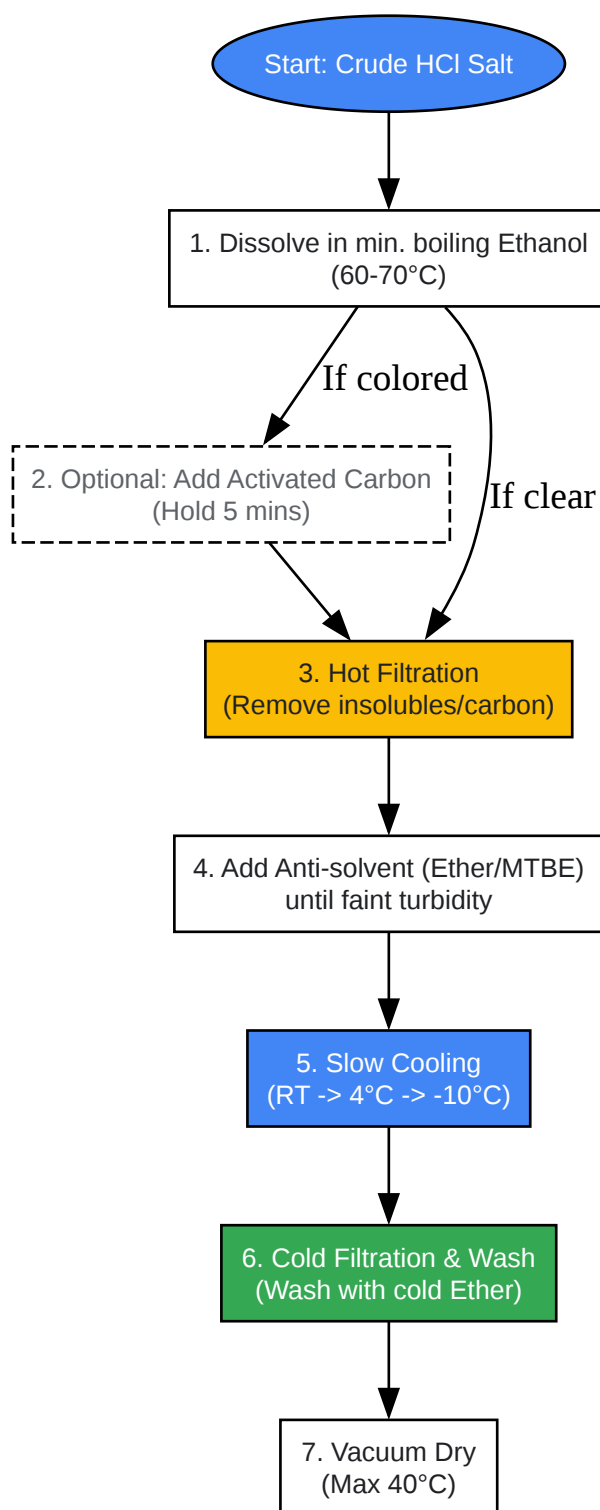 Start: Crude HCl Salt
1. Dissolve in min. boiling Ethanol
(60-70°C)
If colored
2. Optional: Add Activated Carbon
(Hold 5 mins)
If clear
3. Hot Filtration
(Remove insolubles/carbon)
4. Add Anti-solvent (Ether/MTBE)
until faint turbidity
5. Slow Cooling
(RT -> 4°C -> -10°C)
6. Cold Filtration & Wash
(Wash with cold Ether)
7. Vacuum Dry
(Max 40°C)